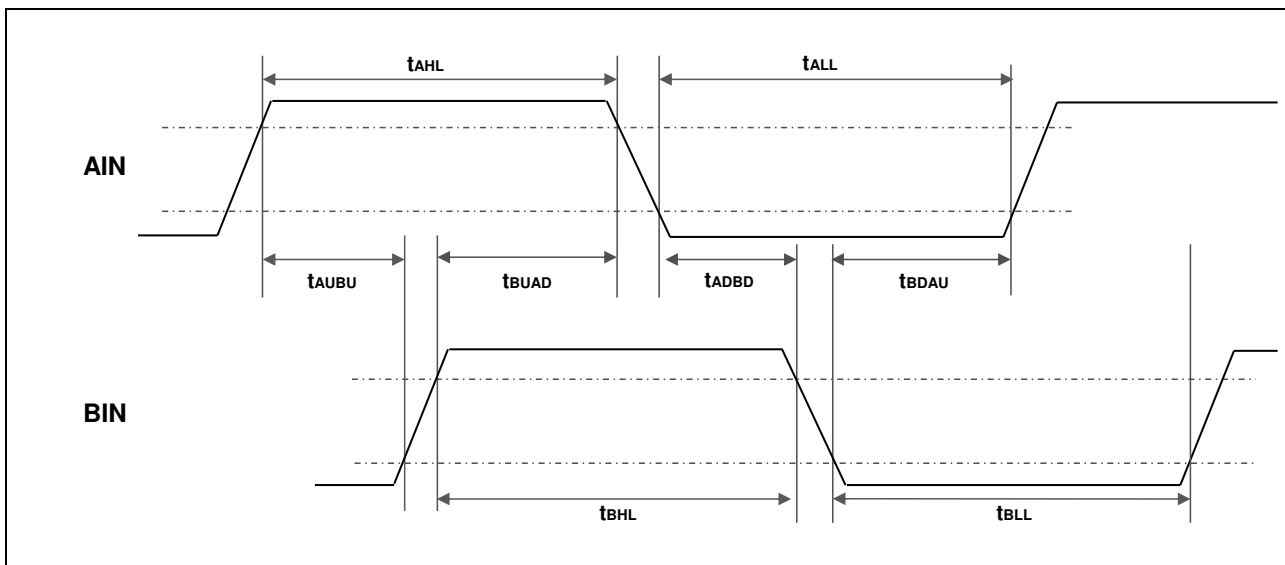 tAHL
tALL
AIN
tAUBU
tBUAD
tADBD
tBDAU
BIN
tBHL
tBLL